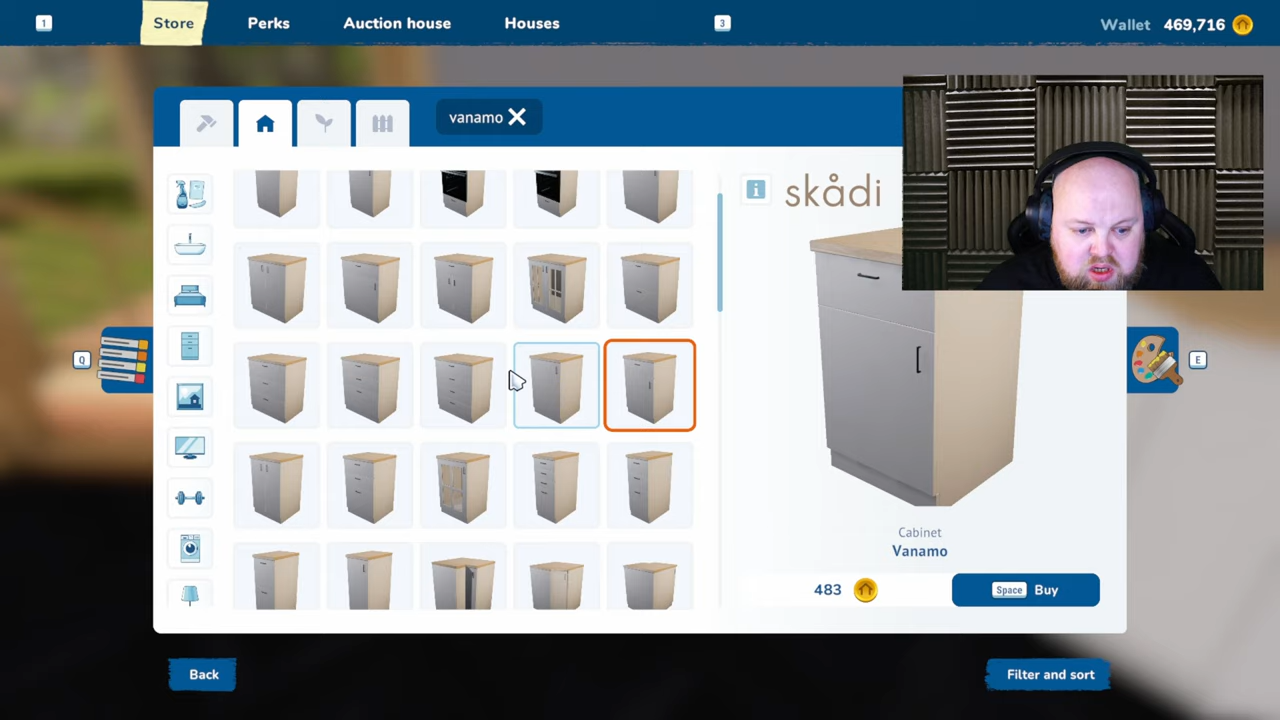 1 Store Perks Auction house Houses 3 Wallet 469,716
vanamo
skådi
Q
E
Cabinet
Vanamo
483 Space Buy
Back Filter and sort